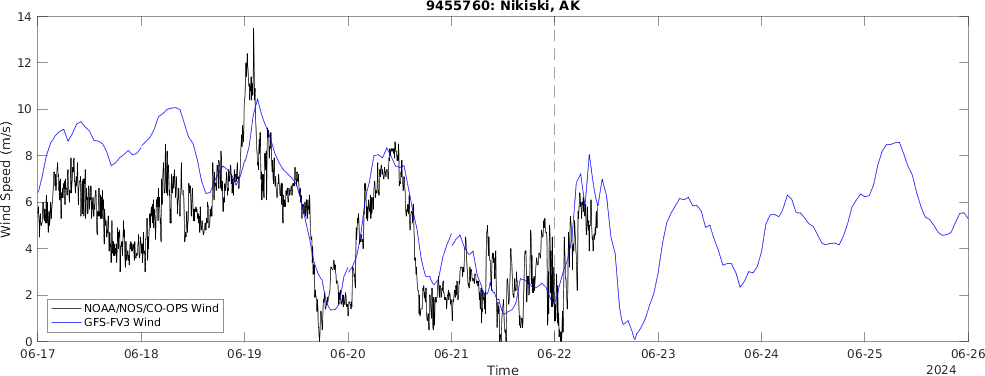 9455760: Nikiski, AK
14
12
10
8
6
4
2
0
Wind Speed (m/s)
NOAA/NOS/CO-OPS Wind
GFS-FV3 Wind
06-17 06-18 06-19 06-20 06-21 06-22 06-23 06-24 06-25 06-26
Time
2024